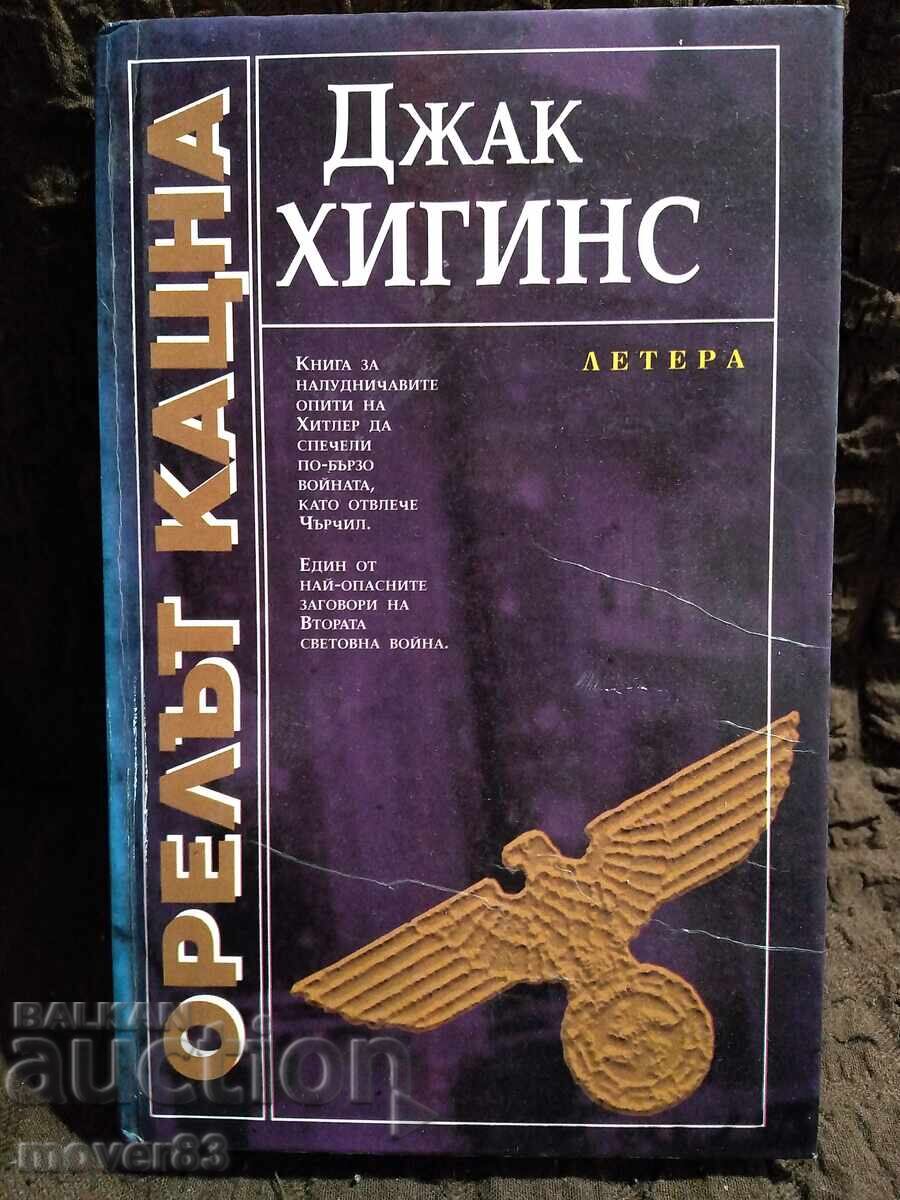 ОРЕЛЪТ КАЦНА
ДЖАК
ХИГИНС
ЛЕТЕРА
Книга за
налудничавите
опити на
Хитлер да
спечели
по-бързо
войната,
като отвлече
Чърчил.
Един от
най-опасните
заговори на
Втората
световна война.
BALKAN
auction
mover83